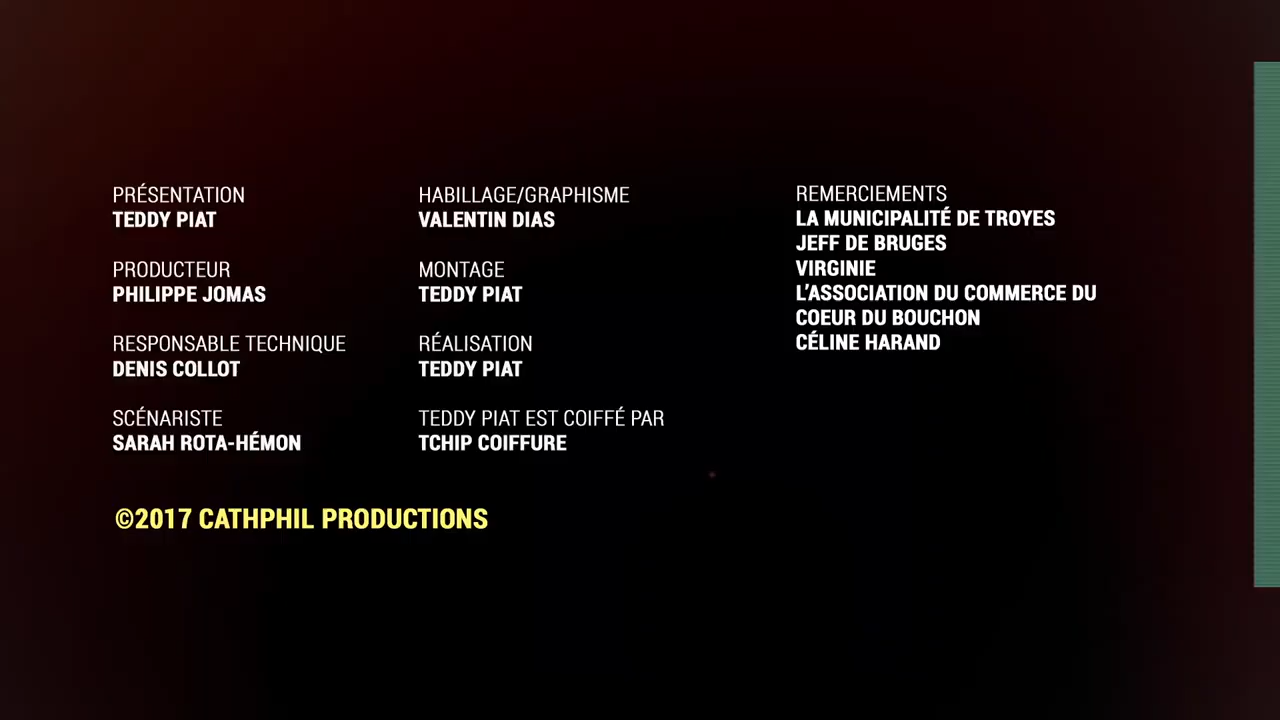 PRÉSENTATION
TEDDY PIAT
PRODUCTEUR
PHILIPPE JOMAS
RESPONSABLE TECHNIQUE
DENIS COLLOT
SCÉNARISTE
SARAH ROTA-HÉMON
HABILLAGE/GRAPHISME
VALENTIN DIAS
MONTAGE
TEDDY PIAT
RÉALISATION
TEDDY PIAT
TEDDY PIAT EST COIFFÉ PAR
TCHIP COIFFURE
REMERCIEMENTS
LA MUNICIPALITÉ DE TROYES
JEFF DE BRUGES
VIRGINIE
L'ASSOCIATION DU COMMERCE DU
COEUR DU BOUCHON
CÉLINE HARAND
©2017 CATHPHIL PRODUCTIONS